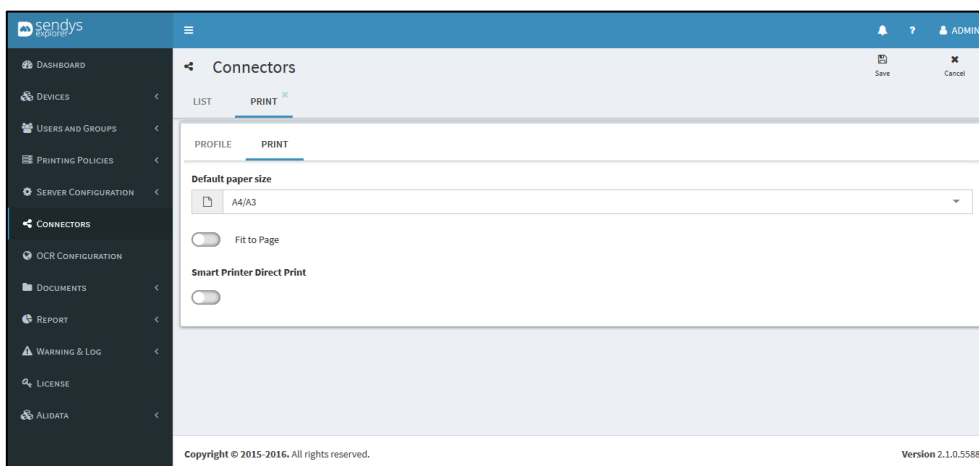 sendys
explorer
? ADMIN
DASHBOARD
Connectors
Save Cancel
DEVICES
LIST PRINT
USERS AND GROUPS
PROFILE PRINT
PRINTING POLICIES
Default paper size
SERVER CONFIGURATION
A4/A3
CONNECTORS
Fit to Page
OCR CONFIGURATION
Smart Printer Direct Print
DOCUMENTS
REPORT
WARNING & LOG
LICENSE
ALIDATA
Copyright © 2015-2016. All rights reserved. Version 2.1.0.5588